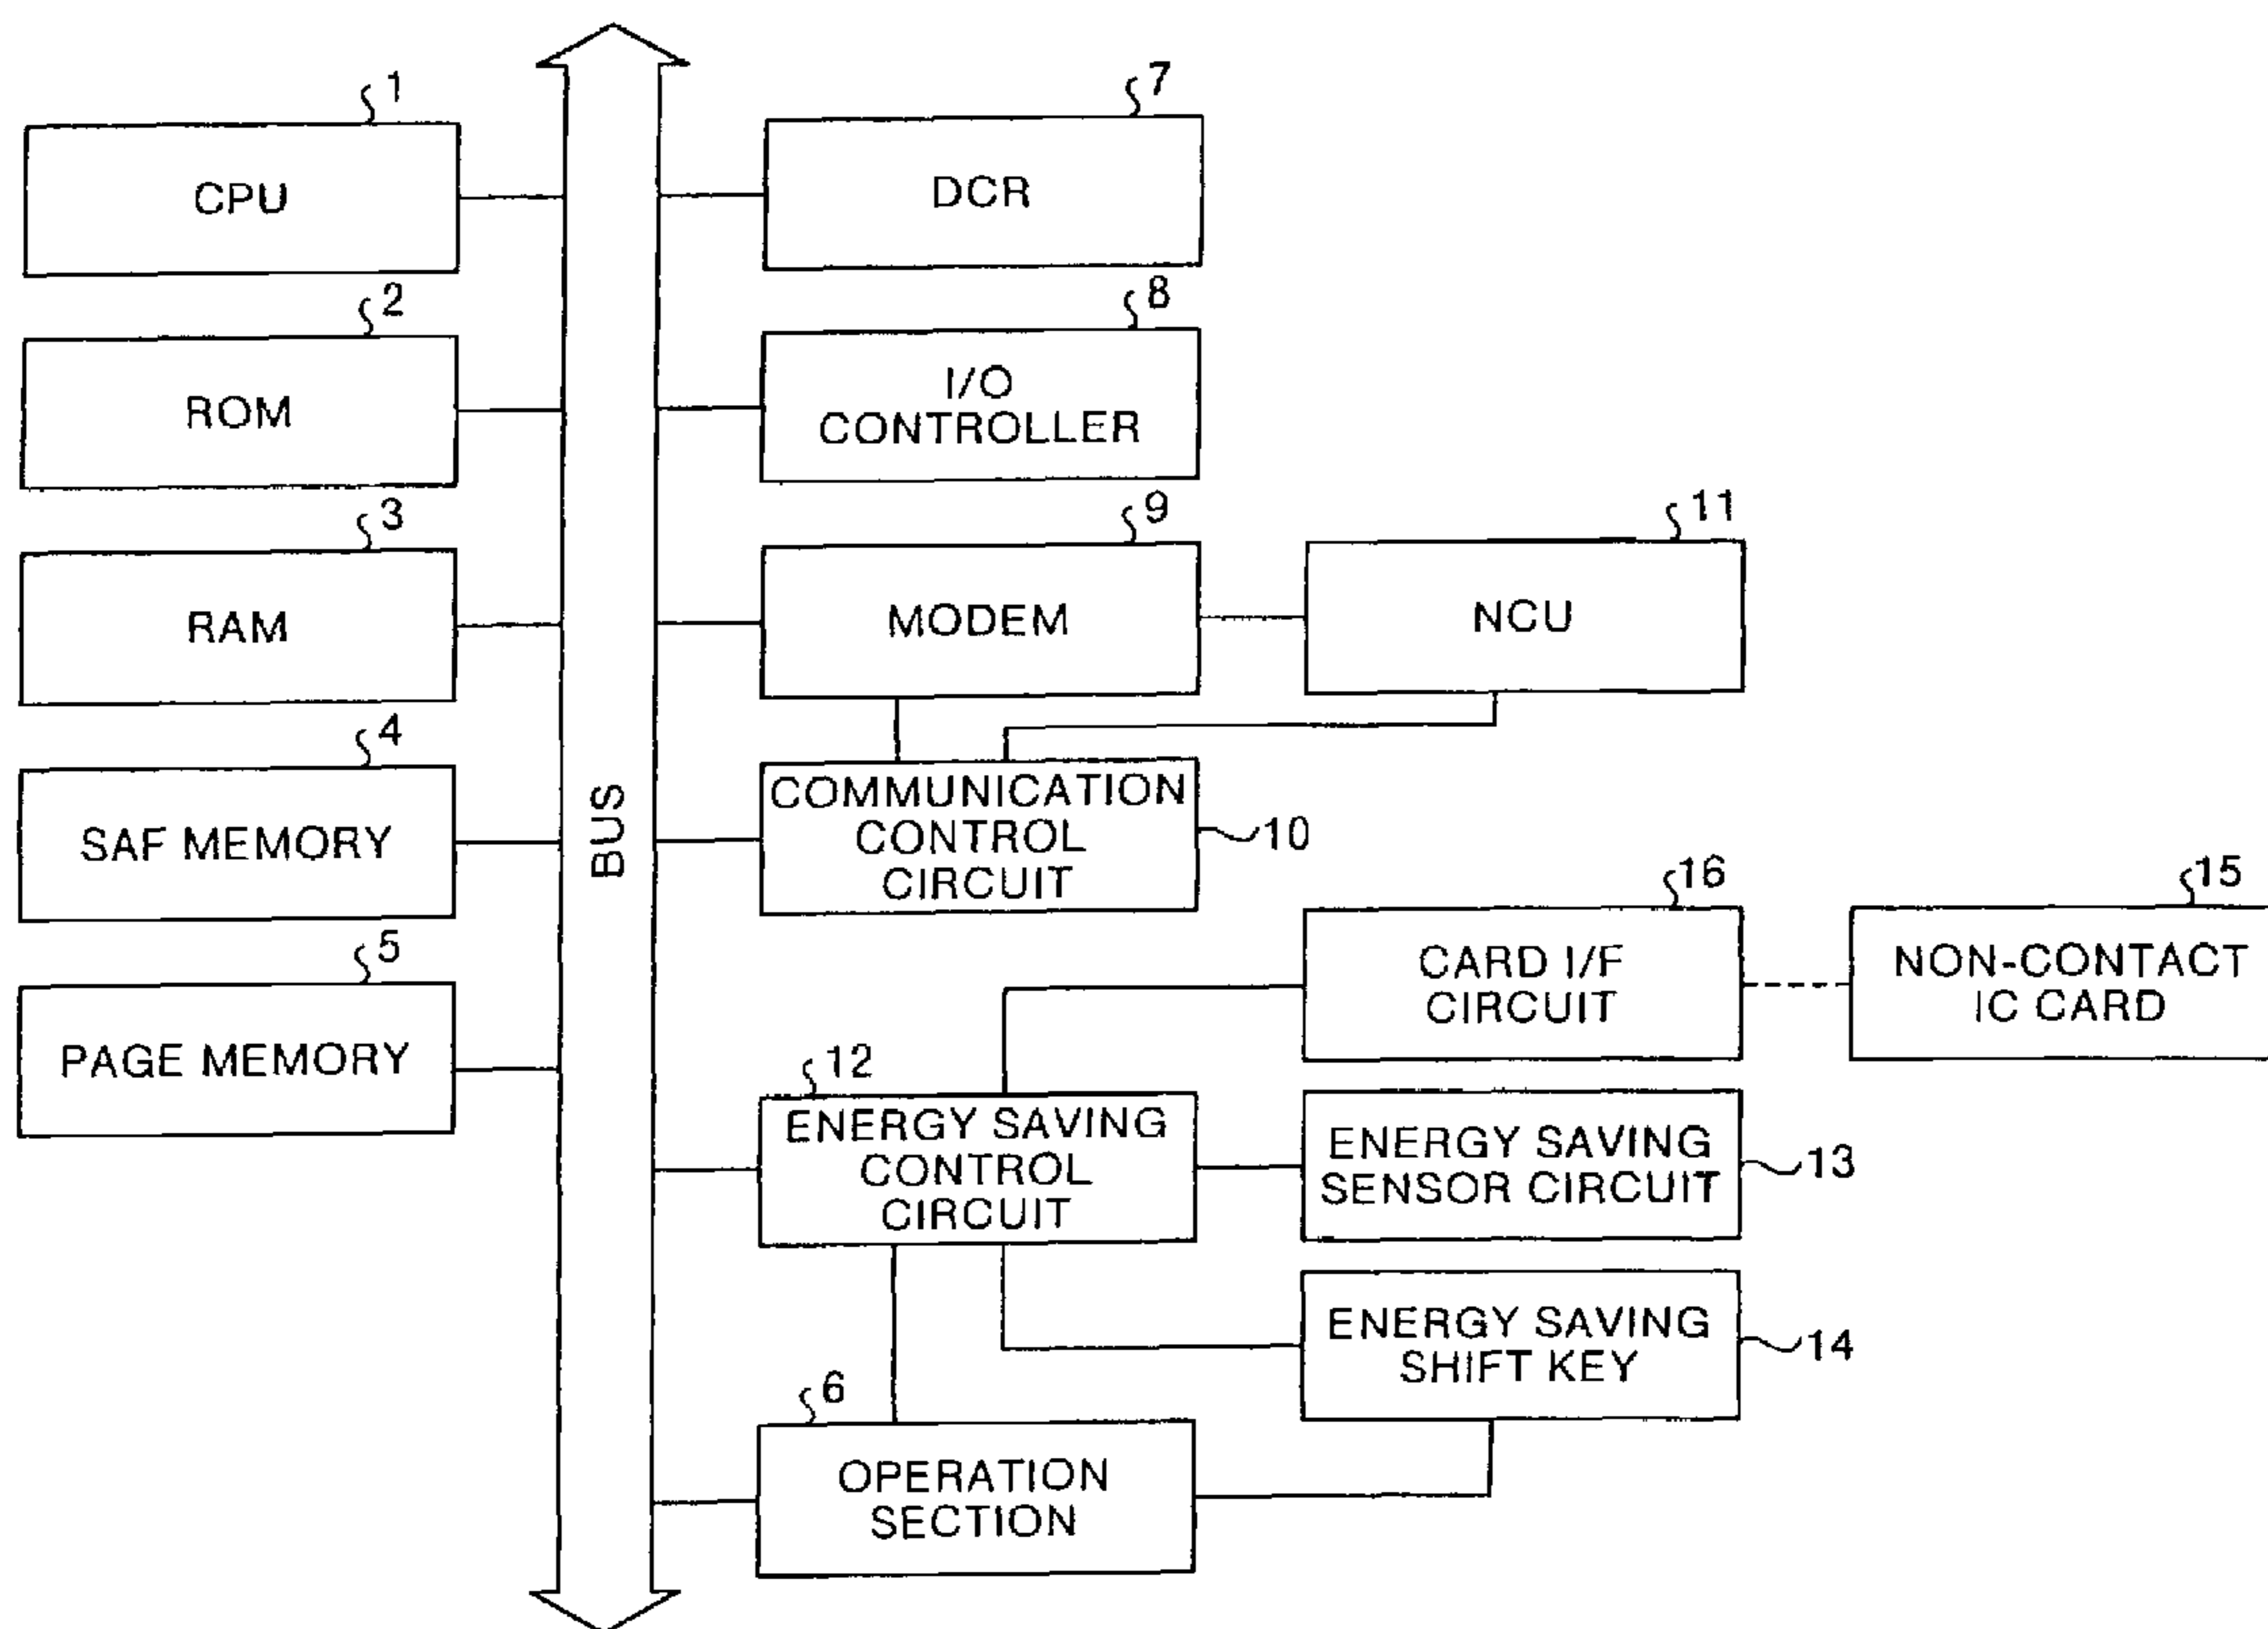 1
CPU
2
ROM
3
RAM
4
SAF MEMORY
5
PAGE MEMORY
BUS
7
DCR
8
I/O
CONTROLLER
9
MODEM
11
NCU
COMMUNICATION
CONTROL
CIRCUIT
10
16
CARD I/F
CIRCUIT
15
NON-CONTACT
IC CARD
12
ENERGY SAVING
CONTROL
CIRCUIT
ENERGY SAVING
SENSOR CIRCUIT
13
ENERGY SAVING
SHIFT KEY
14
6
OPERATION
SECTION